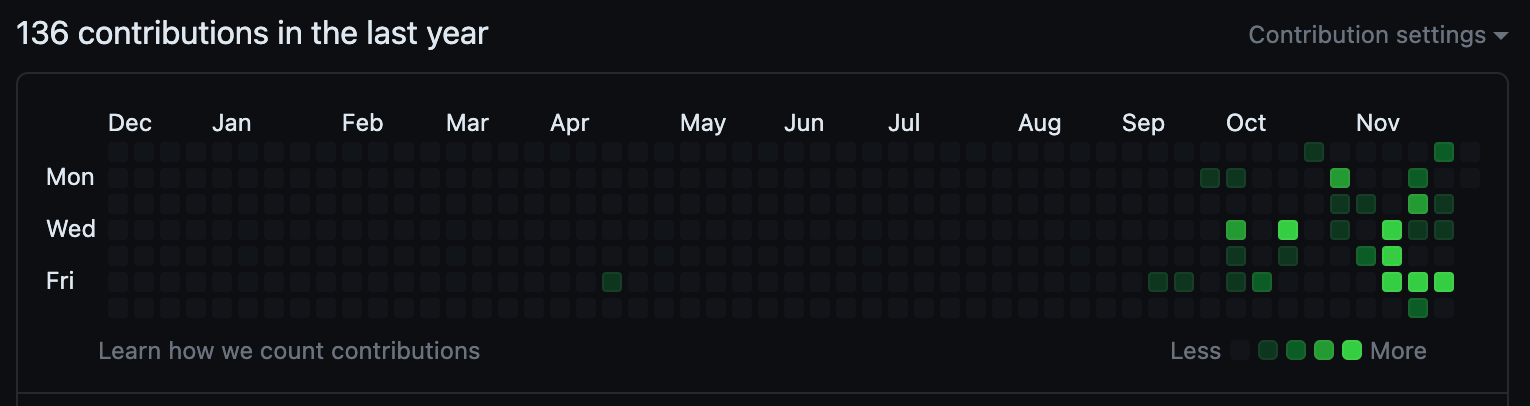 136 contributions in the last year
Contribution settings
Dec Jan Feb Mar Apr May Jun Jul Aug Sep Oct Nov
Mon
Wed
Fri
Learn how we count contributions
Less More